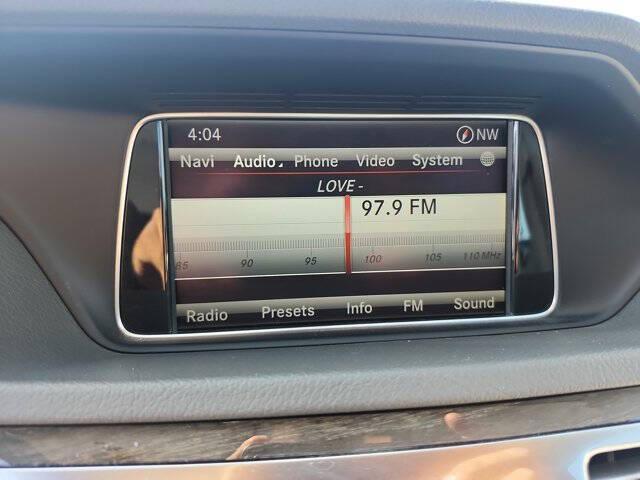 4:04 NW
Navi Audio Phone Video System
LOVE -
97.9 FM
85 90 95 100 105 110 MHz
Radio Presets Info FM Sound